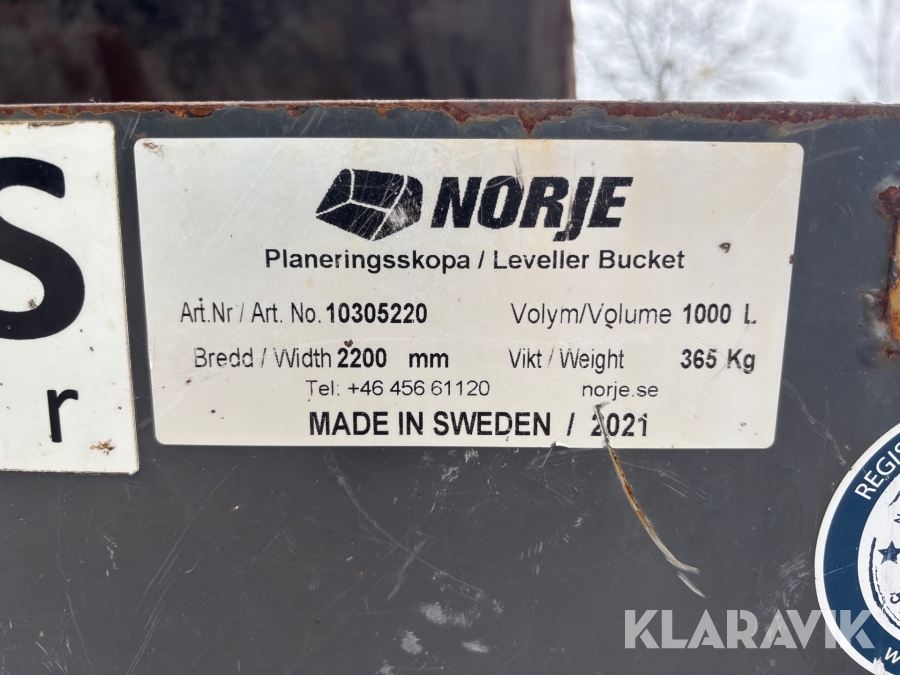 S
r
NORJE
Planeringsskopa / Leveller Bucket
Art.Nr / Art. No. 10305220 Volym/Volume 1000 L
Bredd / Width 2200 mm Vikt / Weight 365 Kg
Tel: +46 456 61120 norje.se
MADE IN SWEDEN / 2021
REGIS
KLARAVIK